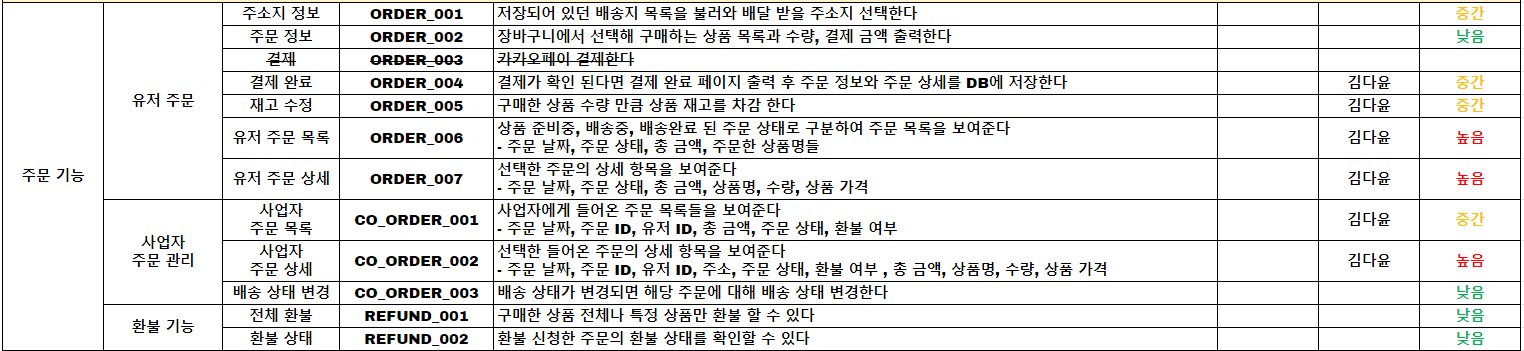 주문 기능
유저 주문
주소지 정보 ORDER_001 저장되어 있던 배송지 목록을 불러와 배달 받을 주소지 선택한다 중간
주문 정보 ORDER_002 장바구니에서 선택해 구매하는 상품 목록과 수량, 결제 금액 출력한다 낮음
결제 ORDER_003 카카오페이 결제한다
결제 완료 ORDER_004 결제가 확인 된다면 결제 완료 페이지 출력 후 주문 정보와 주문 상세를 DB에 저장한다 김다윤 중간
재고 수정 ORDER_005 구매한 상품 수량 만큼 상품 재고를 차감 한다 김다윤 중간
유저 주문 목록 ORDER_006 상품 준비중, 배송중, 배송완료 된 주문 상태로 구분하여 주문 목록을 보여준다
- 주문 날짜, 주문 상태, 총 금액, 주문한 상품명들 김다윤 높음
유저 주문 상세 ORDER_007 선택한 주문의 상세 항목을 보여준다
- 주문 날짜, 주문 상태, 총 금액, 상품명, 수량, 상품 가격 김다윤 높음
사업자
주문 관리
사업자
주문 목록 CO_ORDER_001 사업자에게 들어온 주문 목록들을 보여준다
- 주문 날짜, 주문 ID, 유저 ID, 총 금액, 주문 상태, 환불 여부 김다윤 중간
사업자
주문 상세 CO_ORDER_002 선택한 들어온 주문의 상세 항목을 보여준다
- 주문 날짜, 주문 ID, 유저 ID, 주소, 주문 상태, 환불 여부 , 총 금액, 상품명, 수량, 상품 가격 김다윤 높음
배송 상태 변경 CO_ORDER_003 배송 상태가 변경되면 해당 주문에 대해 배송 상태 변경한다 낮음
환불 기능
전체 환불 REFUND_001 구매한 상품 전체나 특정 상품만 환불 할 수 있다 낮음
환불 상태 REFUND_002 환불 신청한 주문의 환불 상태를 확인할 수 있다 낮음